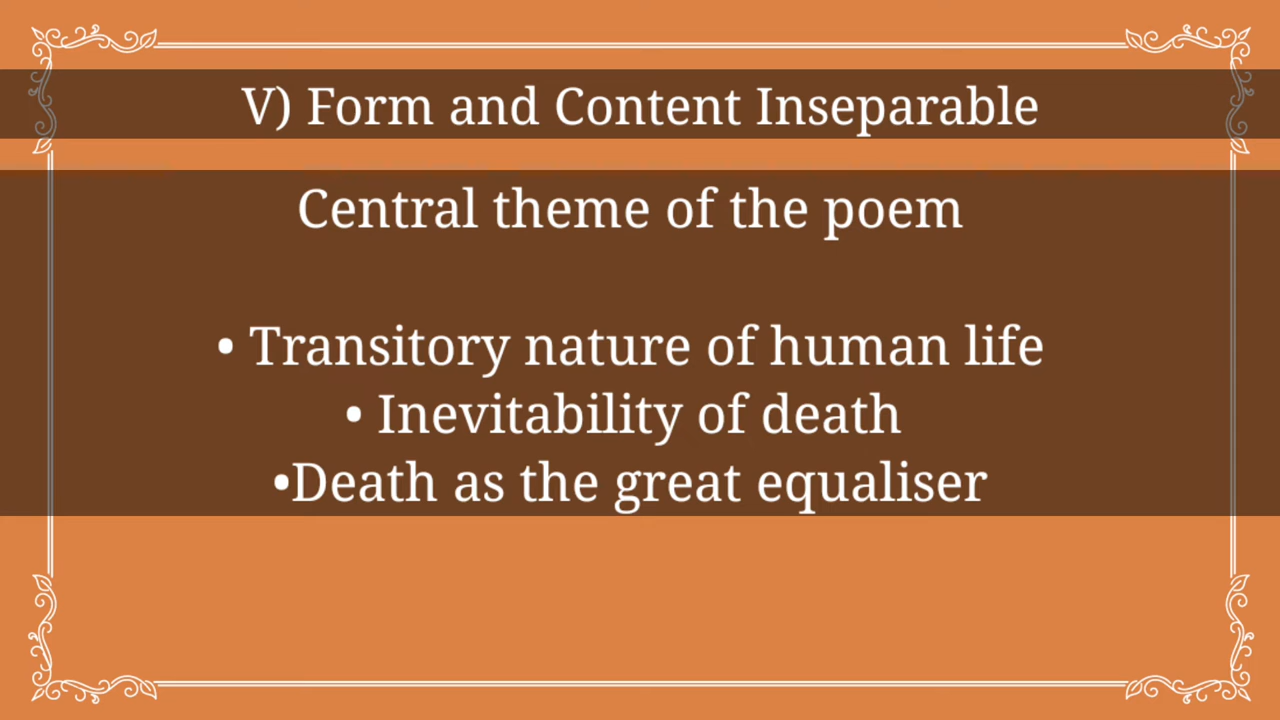 V) Form and Content Inseparable
Central theme of the poem
• Transitory nature of human life
• Inevitability of death
•Death as the great equaliser